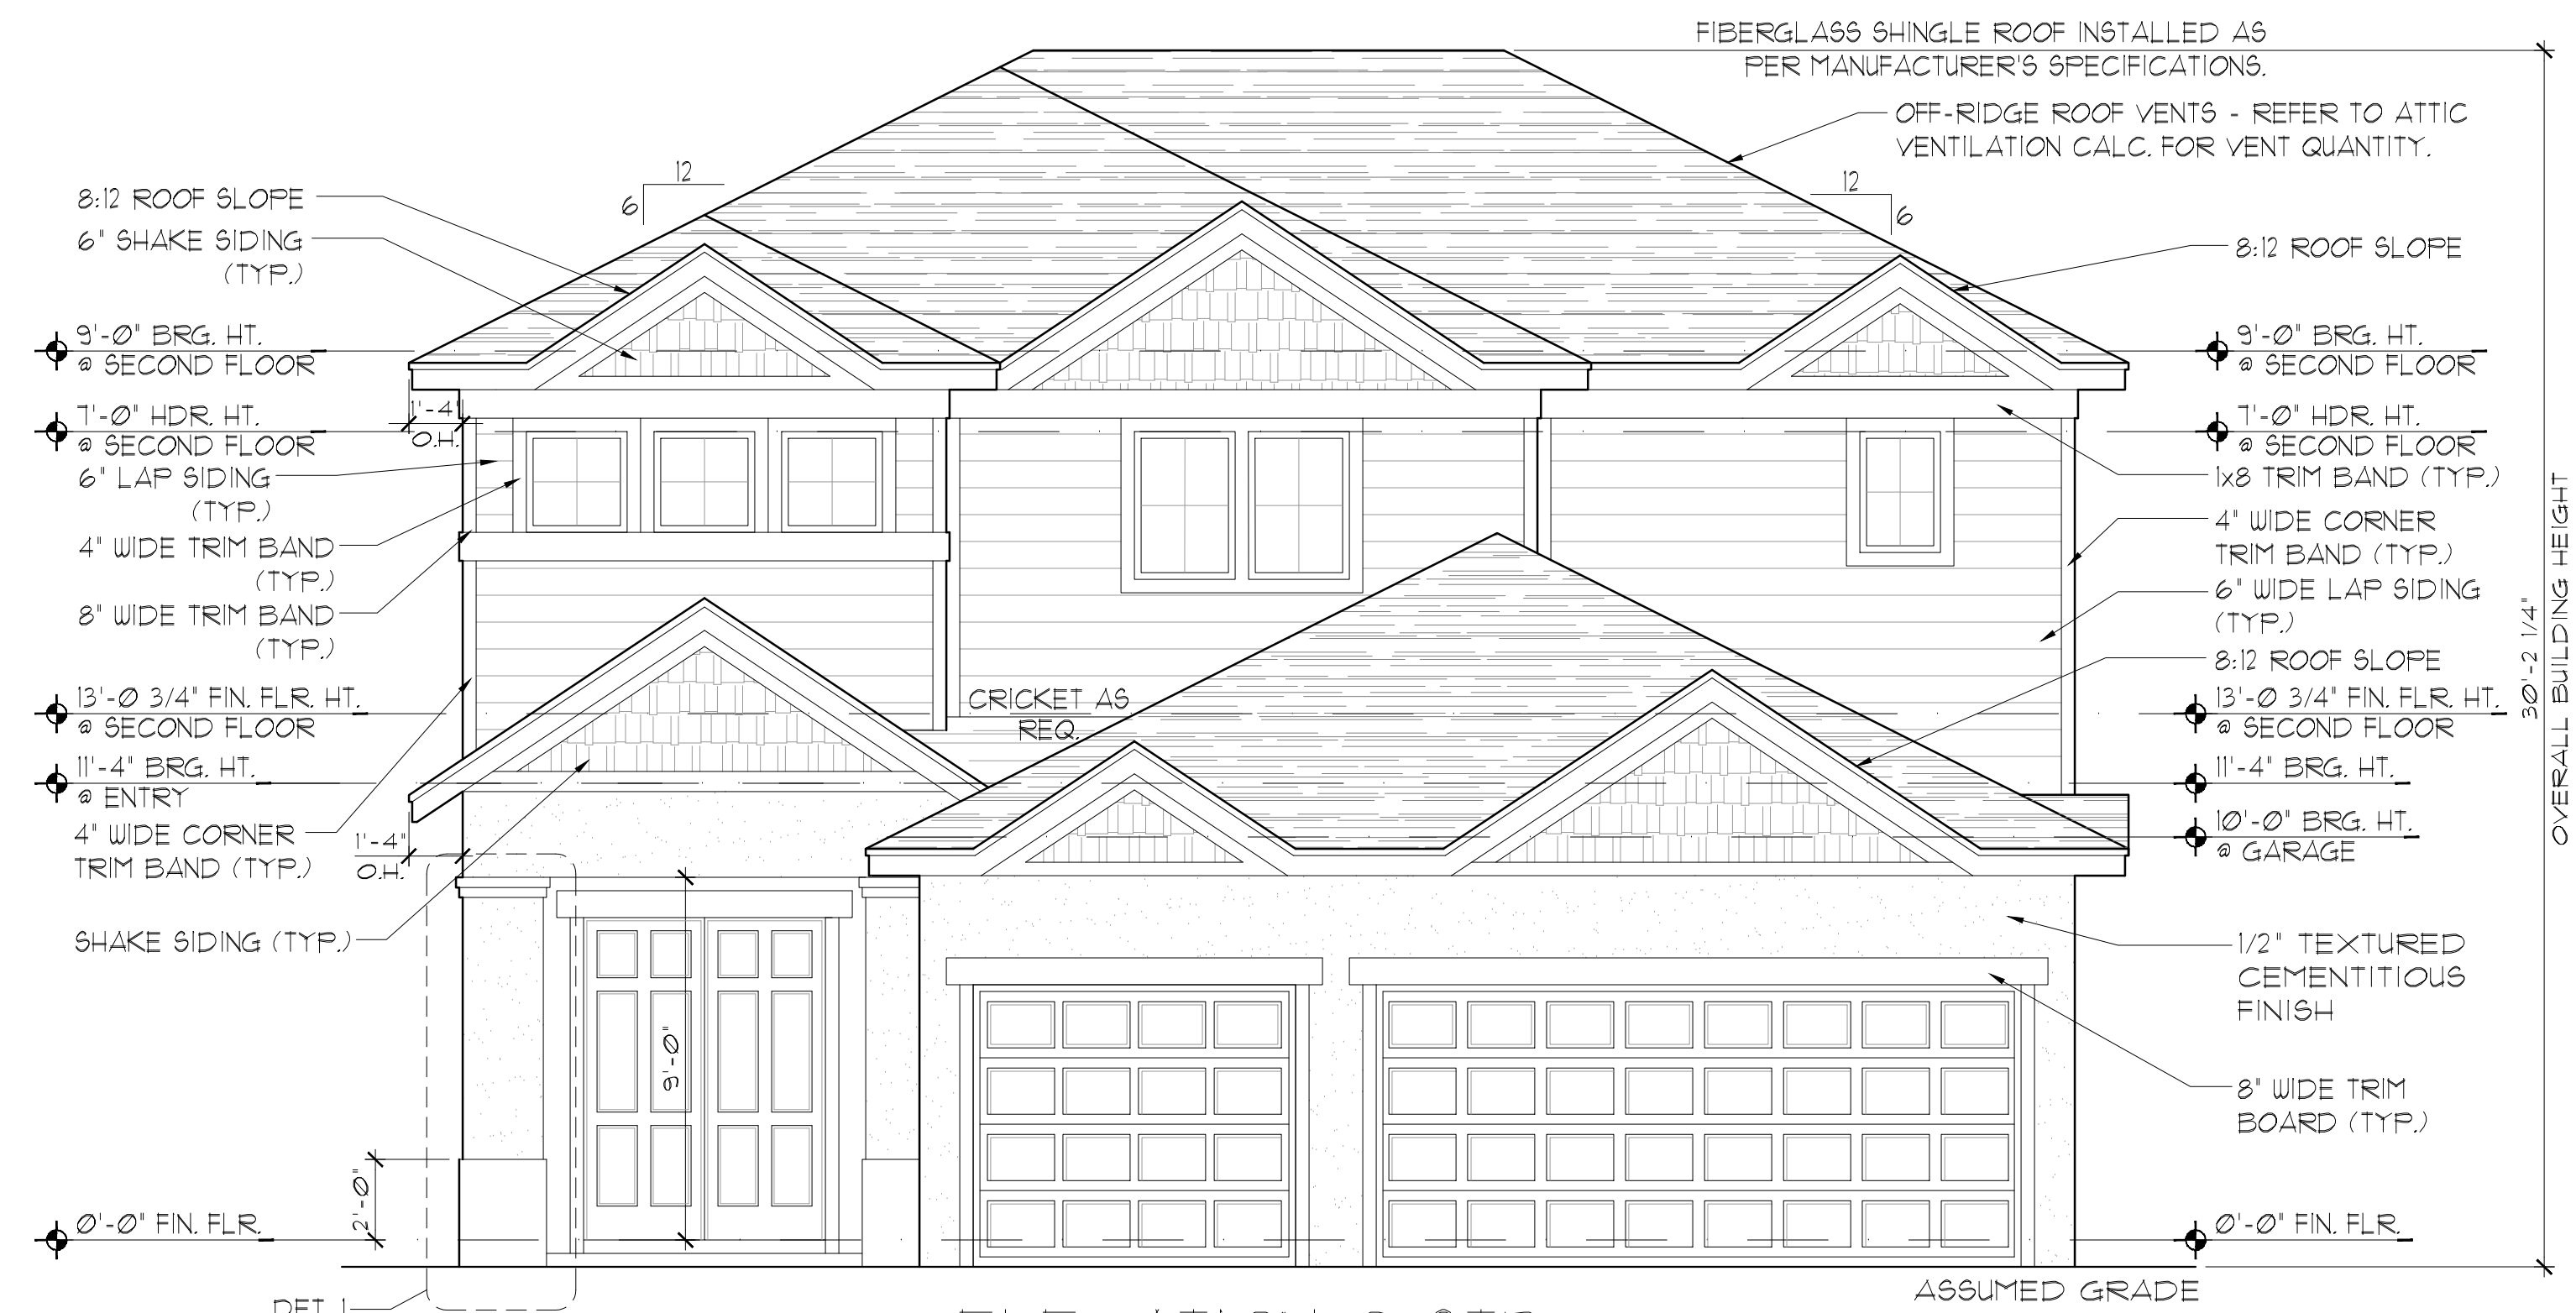 FIBERGLASS SHINGLE ROOF INSTALLED AS
PER MANUFACTURER'S SPECIFICATIONS.
OFF-RIDGE ROOF VENTS - REFER TO ATTIC
VENTILATION CALC. FOR VENT QUANTITY.
12
6
12
6
8:12 ROOF SLOPE
6" SHAKE SIDING
(TYP.)
9'-0" BRG. HT.
@ SECOND FLOOR
7'-0" HDR. HT.
@ SECOND FLOOR
1'-4"
O.H.
6" LAP SIDING
(TYP.)
4" WIDE TRIM BAND
(TYP.)
8" WIDE TRIM BAND
(TYP.)
13'-0 3/4" FIN. FLR. HT.
@ SECOND FLOOR
11'-4" BRG. HT.
@ ENTRY
4" WIDE CORNER
TRIM BAND (TYP.)
1'-4"
O.H.
SHAKE SIDING (TYP.)
2'-0"
0'-0" FIN. FLR.
DET. 1
CRICKET AS
REQ.
9'-0"
8:12 ROOF SLOPE
9'-0" BRG. HT.
@ SECOND FLOOR
7'-0" HDR. HT.
@ SECOND FLOOR
1x8 TRIM BAND (TYP.)
4" WIDE CORNER
TRIM BAND (TYP.)
6" WIDE LAP SIDING
(TYP.)
8:12 ROOF SLOPE
13'-0 3/4" FIN. FLR. HT.
@ SECOND FLOOR
11'-4" BRG. HT.
10'-0" BRG. HT.
@ GARAGE
1/2" TEXTURED
CEMENTITIOUS
FINISH
8" WIDE TRIM
BOARD (TYP.)
0'-0" FIN. FLR.
ASSUMED GRADE
30'-2 1/4"
OVERALL BUILDING HEIGHT